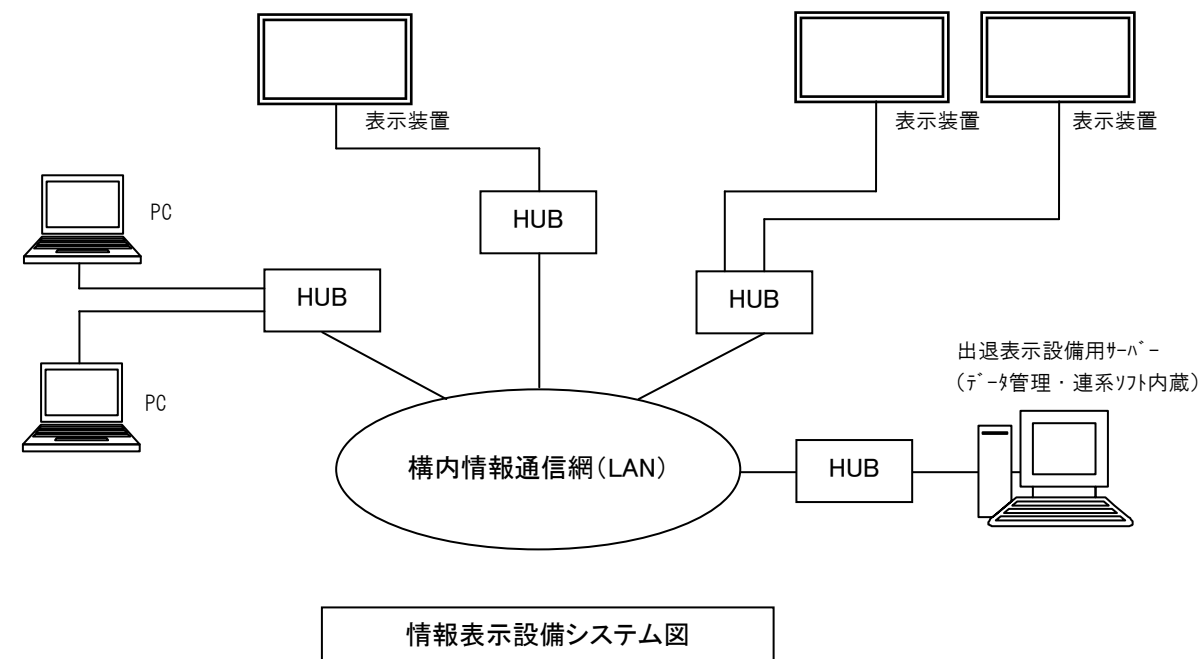 表示装置
表示装置
表示装置
PC
HUB
HUB
HUB
出退表示設備用ｻｰﾊﾞｰ
(ﾃﾞｰﾀ管理・連系ｿﾌﾄ内蔵)
PC
構内情報通信網(LAN)
HUB
情報表示設備システム図